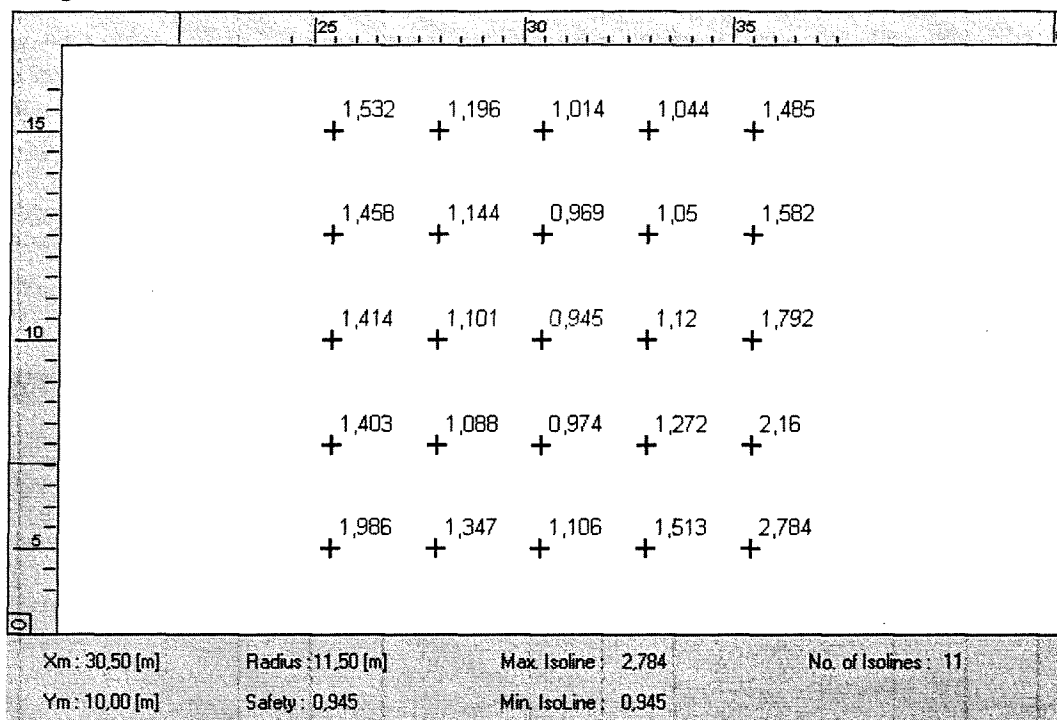 25 30 35
1,532 1,196 1,014 1,044 1,485
15
1,458 1,144 0,969 1,05 1,582
1,414 1,101 0,945 1,12 1,792
10
1,403 1,088 0,974 1,272 2,16
1,986 1,347 1,106 1,513 2,784
5
Xm : 30,50 [m] Radius : 11,50 [m] Max. Isoline : 2,784 No. of Isolines : 11
Ym : 10,00 [m] Safety : 0,945 Min. IsoLine : 0,945